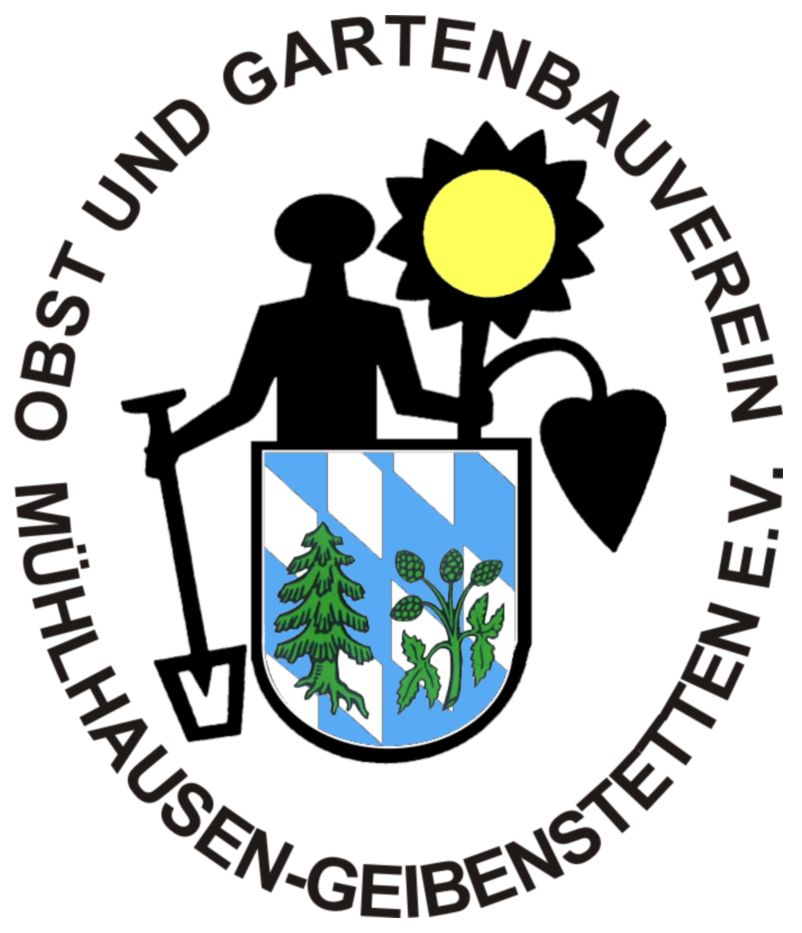 OBST UND GARTENBAUVEREIN
MÜHLHAUSEN-GEIBENSTETTEN E.V.